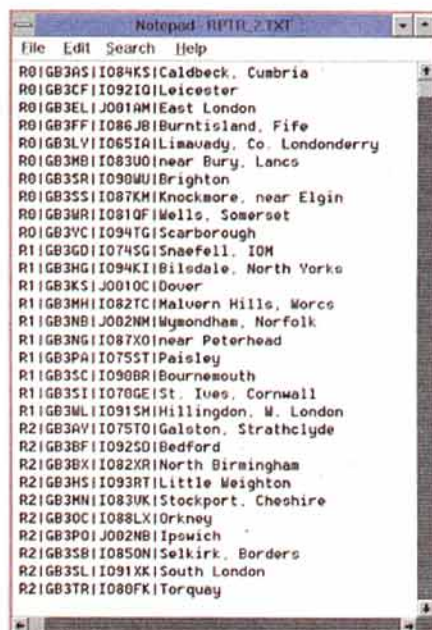 Notepad - RPTR_2.TXT
File Edit Search Help
R0|GB3AS|IO84KS|Caldbeck, Cumbria
R0|GB3CF|IO92IQ|Leicester
R0|GB3EL|JO01AM|East London
R0|GB3FF|IO86JB|Burntisland, Fife
R0|GB3LY|IO65IA|Limavady, Co. Londonderry
R0|GB3MB|IO83UO|near Bury, Lancs
R0|GB3SR|IO90WU|Brighton
R0|GB3SS|IO87KM|Knockmore, near Elgin
R0|GB3WR|IO81QF|Wells, Somerset
R0|GB3YC|IO94TG|Scarborough
R1|GB3GD|IO74SG|Snaefell, IOM
R1|GB3HG|IO94KI|Bilsdale, North Yorks
R1|GB3KS|JO01OC|Dover
R1|GB3MH|IO82TC|Malvern Hills, Worcs
R1|GB3NB|JO02NM|Wymondham, Norfolk
R1|GB3NG|IO87XO|near Peterhead
R1|GB3PA|IO75ST|Paisley
R1|GB3SC|IO90BR|Bournemouth
R1|GB3SI|IO70GE|St. Ives, Cornwall
R1|GB3WL|IO91SM|Hillingdon, W. London
R2|GB3AY|IO75TO|Galston, Strathclyde
R2|GB3BF|IO92SD|Bedford
R2|GB3BX|IO82XR|North Birmingham
R2|GB3HS|IO93RT|Little Weighton
R2|GB3MN|IO83VK|Stockport, Cheshire
R2|GB3OC|IO88LX|Orkney
R2|GB3PO|JO02NB|Ipswich
R2|GB3SB|IO85ON|Selkirk, Borders
R2|GB3SL|IO91XK|South London
R2|GB3TR|IO80FK|Torquay